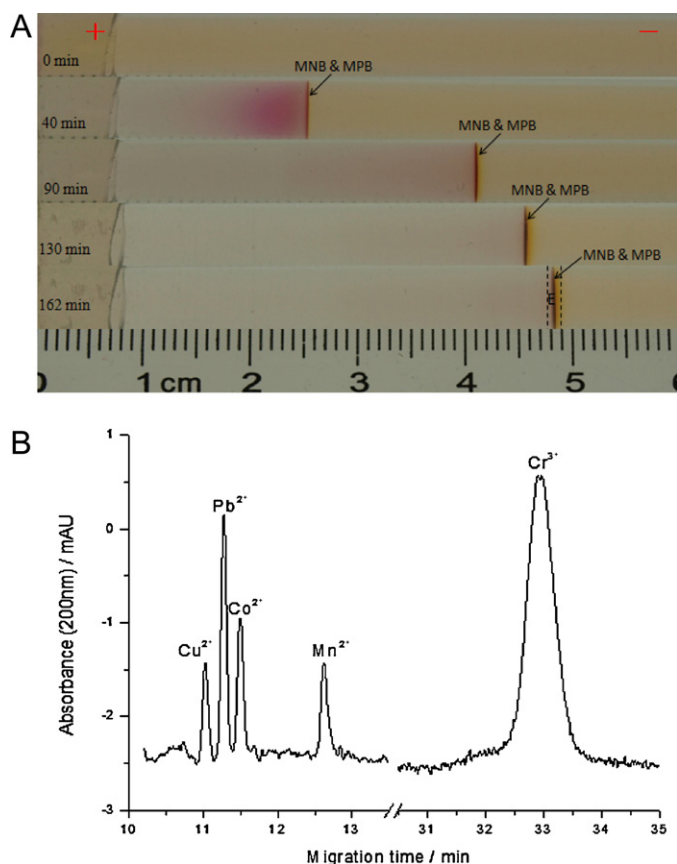 A
+
−
0 min
MNB & MPB
40 min
MNB & MPB
90 min
MNB & MPB
130 min
MNB & MPB
162 min
0 1 cm 2 3 4 5 6
B
Absorbance (200nm) / mAU
1
0
-1
-2
-3
Cu²⁺
Pb²⁺
Co²⁺
Mn²⁺
Cr³⁺
10 11 12 13 31 32 33 34 35
Migration time / min